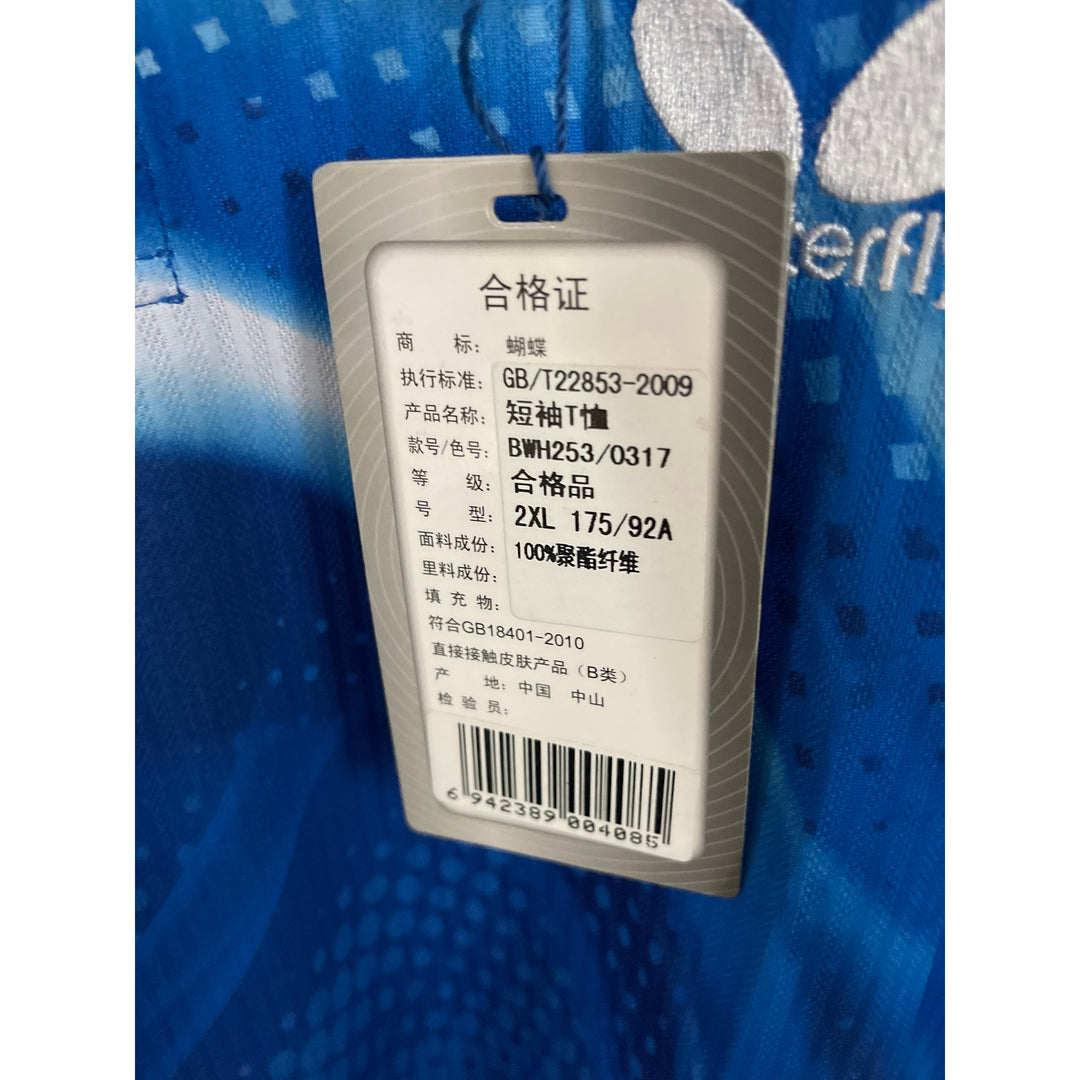 terfly
合格证
商 标： 蝴蝶
执行标准： GB/T22853-2009
产品名称： 短袖T恤
款号/色号： BWH253/0317
等 级： 合格品
号 型： 2XL 175/92A
面料成份： 100%聚酯纤维
里料成份：
填 充 物：
符合GB18401-2010
直接接触皮肤产品（B类）
产 地：中国 中山
检 验 员：
6 942389 004085